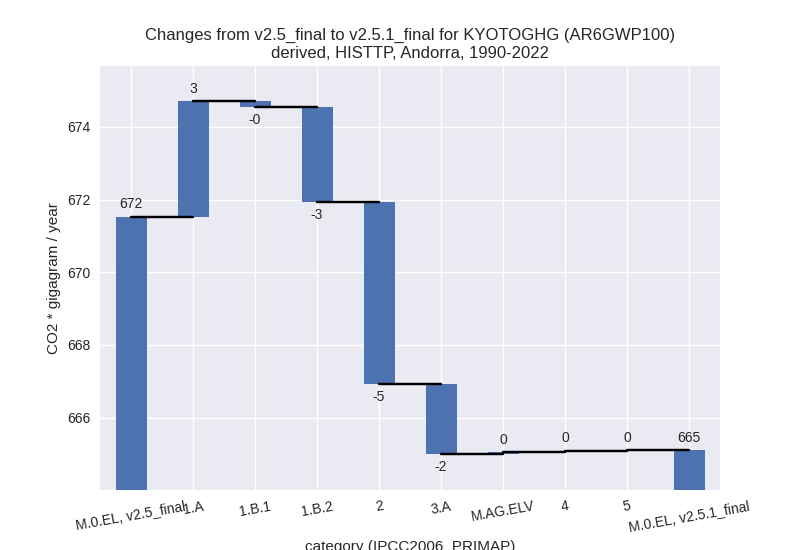 Changes from v2.5_final to v2.5.1_final for KYOTOGHG (AR6GWP100)
derived, HISTTP, Andorra, 1990-2022
CO2 * gigagram / year
674
672
670
668
666
672
3
-0
-3
-5
-2
0
0
0
665
M.0.EL, v2.5_final
1.A
1.B.1
1.B.2
2
3.A
M.AG.ELV
4
5
M.0.EL, v2.5.1_final
category (IPCC2006_PRIMAP)